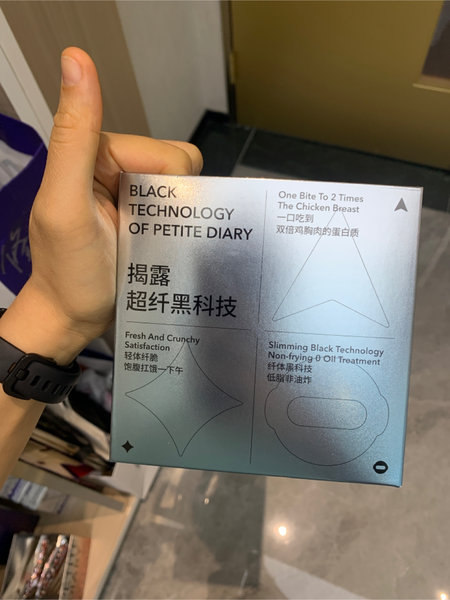 BLACK
TECHNOLOGY
OF PETITE DIARY
揭露
超纤黑科技
One Bite To 2 Times
The Chicken Breast
一口吃到
双倍鸡胸肉的蛋白质
Fresh And Crunchy
Satisfaction
轻体纤脆
饱腹扛饿一下午
Slimming Black Technology
Non-frying 0 Oil Treatment
纤体黑科技
低脂非油炸